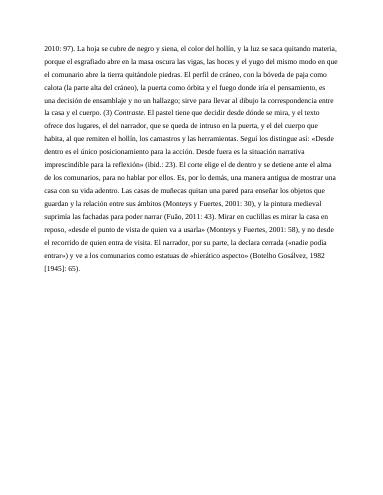 2010: 97). La hoja se cubre de negro y siena, el color del hollín, y la luz se saca quitando materia,
porque el esgrafiado abre en la masa oscura las vigas, las hoces y el yugo del mismo modo en que
el comunario abre la tierra quitándole piedras. El perfil de cráneo, con la bóveda de paja como
calota (la parte alta del cráneo), la puerta como órbita y el fuego donde iría el pensamiento, es
una decisión de ensamblaje y no un hallazgo; sirve para llevar al dibujo la correspondencia entre
la casa y el cuerpo. (3) Contraste. El pastel tiene que decidir desde dónde se mira, y el texto
ofrece dos lugares, el del narrador, que se queda de intruso en la puerta, y el del cuerpo que
habita, al que remiten el hollín, los camastros y las herramientas. Seguí los distingue así: «Desde
dentro es el único posicionamiento para la acción. Desde fuera es la situación narrativa
imprescindible para la reflexión» (ibid.: 23). El corte elige el de dentro y se detiene ante el alma
de los comunarios, para no hablar por ellos. Es, por lo demás, una manera antigua de mostrar una
casa con su vida adentro. Las casas de muñecas quitan una pared para enseñar los objetos que
guardan y la relación entre sus ámbitos (Monteys y Fuertes, 2001: 30), y la pintura medieval
suprimía las fachadas para poder narrar (Fuão, 2011: 43). Mirar en cuclillas es mirar la casa en
reposo, «desde el punto de vista de quien va a usarla» (Monteys y Fuertes, 2001: 58), y no desde
el recorrido de quien entra de visita. El narrador, por su parte, la declara cerrada («nadie podía
entrar») y ve a los comunarios como estatuas de «hierático aspecto» (Botelho Gosálvez, 1982
[1945]: 65).